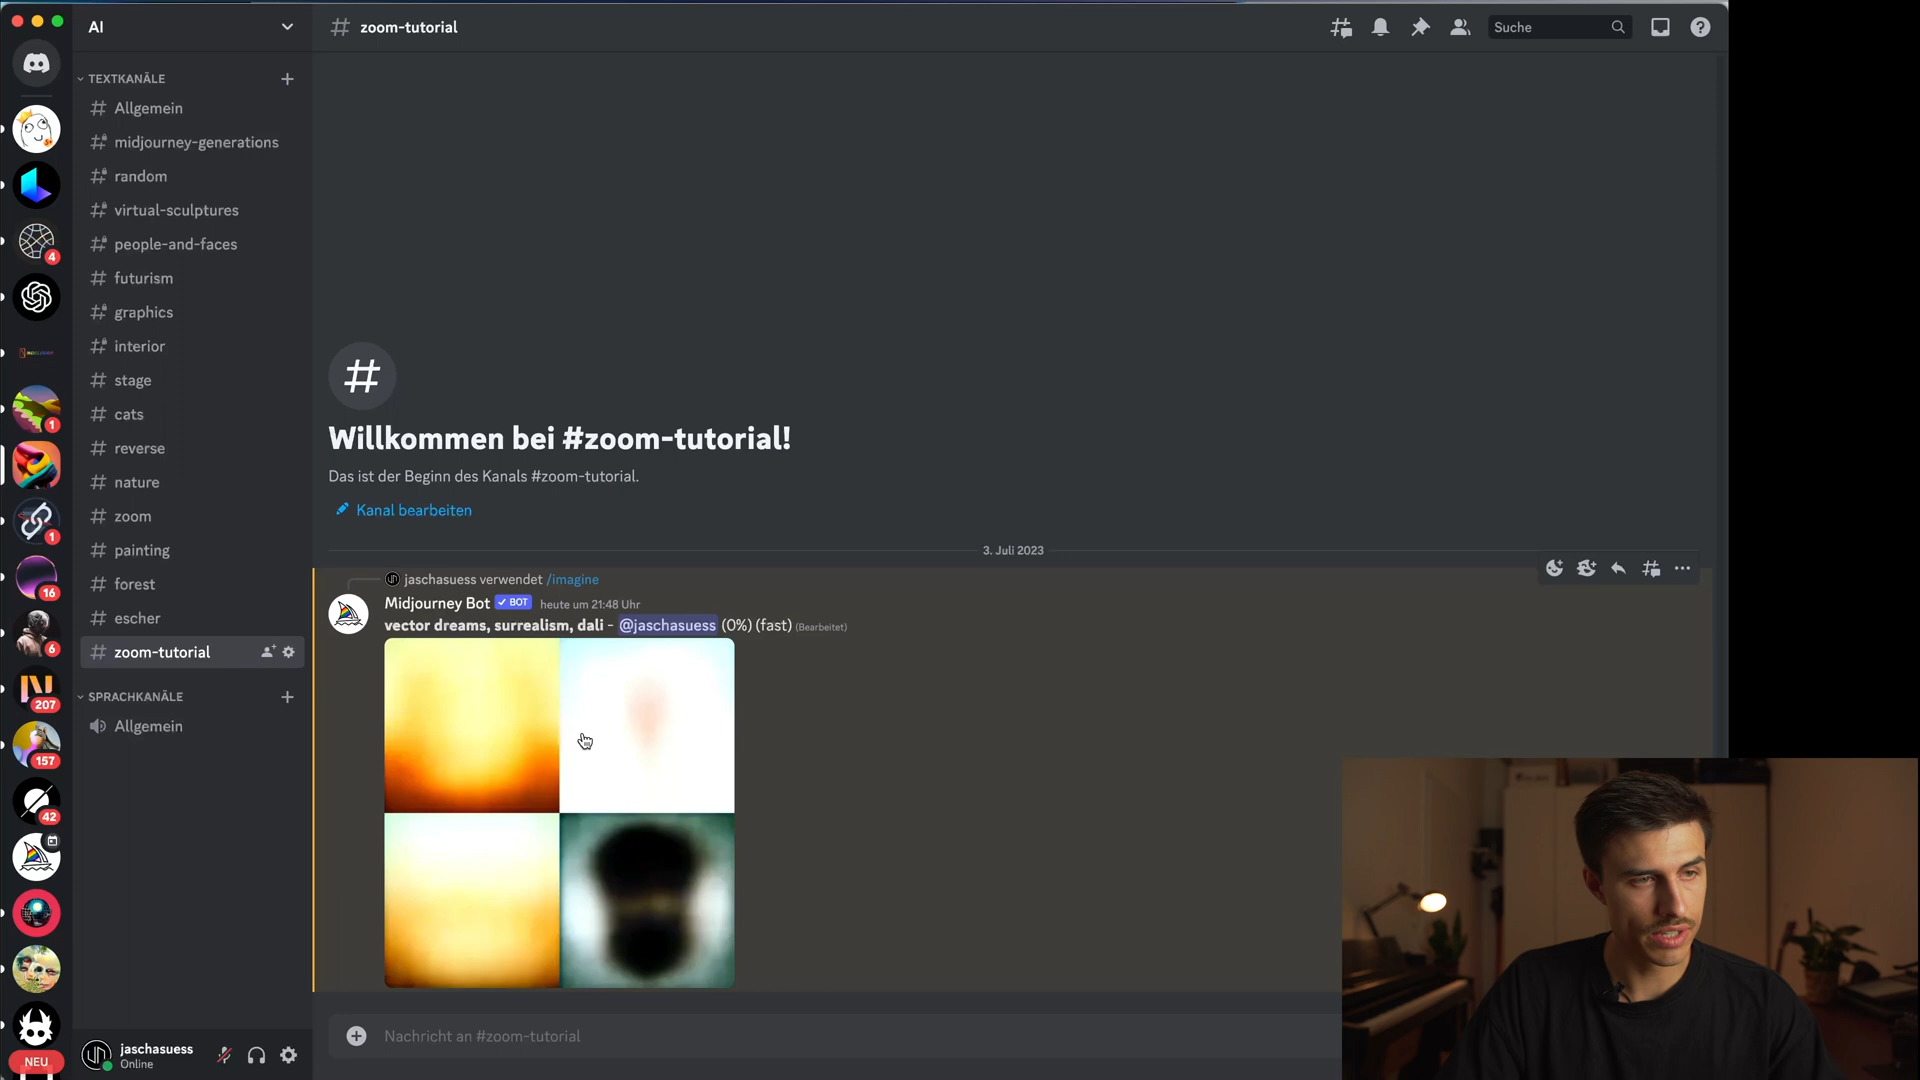 AI
TEXTKANÄLE
Allgemein
midjourney-generations
random
virtual-sculptures
people-and-faces
futurism
graphics
interior
stage
cats
reverse
nature
zoom
painting
forest
escher
zoom-tutorial
SPRACHKANÄLE
Allgemein
jaschasuess
Online
4
1
1
16
6
207
157
42
NEU
# zoom-tutorial
Suche
Willkommen bei #zoom-tutorial!
Das ist der Beginn des Kanals #zoom-tutorial.
Kanal bearbeiten
3. Juli 2023
jaschasuess verwendet /imagine
Midjourney Bot ✓ BOT heute um 21:48 Uhr
vector dreams, surrealism, dali - @jaschasuess (0%) (fast) (Bearbeitet)
Nachricht an #zoom-tutorial